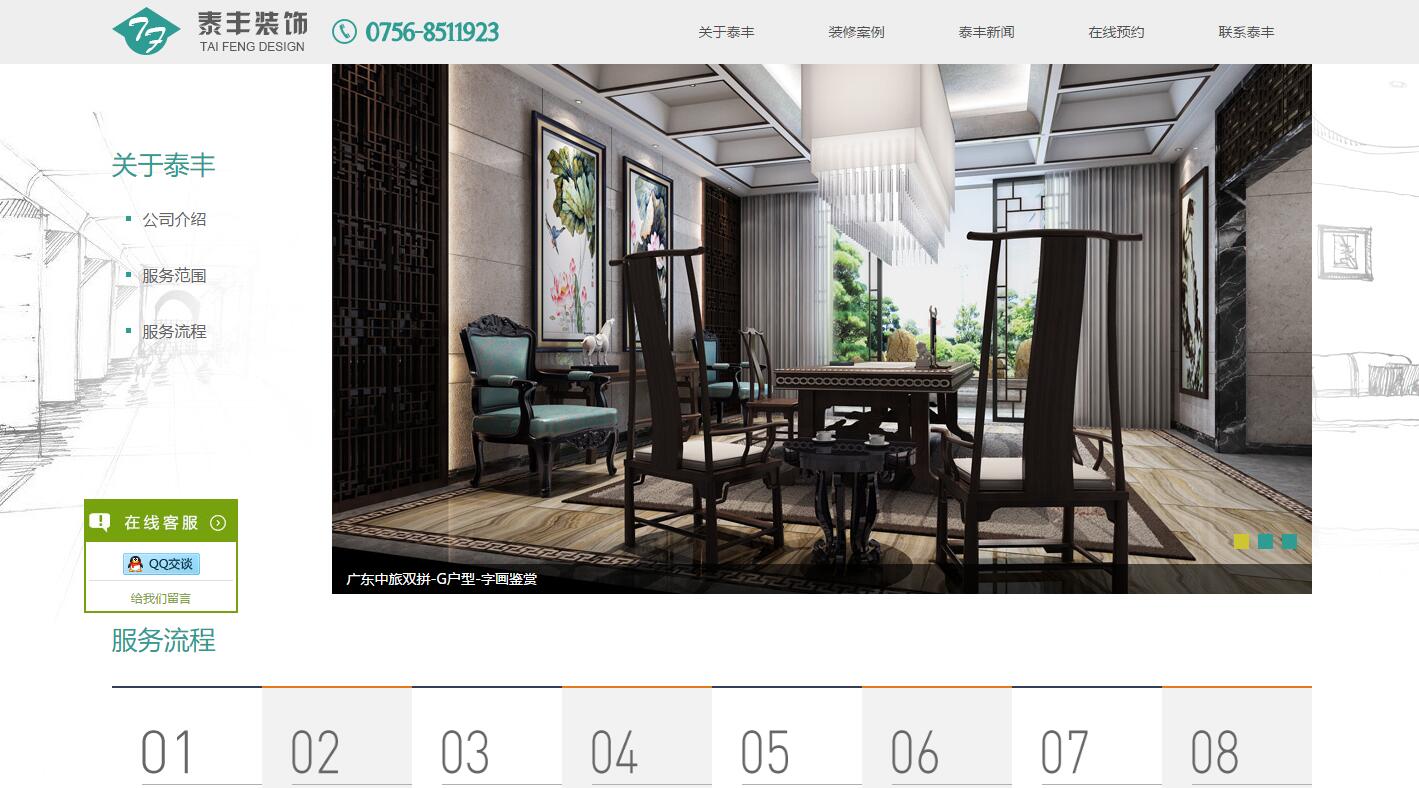 泰丰装饰
TAI FENG DESIGN
0756-8511923
关于泰丰
装修案例
泰丰新闻
在线预约
联系泰丰
关于泰丰
公司介绍
服务范围
服务流程
广东中旅双拼-G户型-字画鉴赏
在线客服
QQ交谈
给我们留言
服务流程
01
02
03
04
05
06
07
08